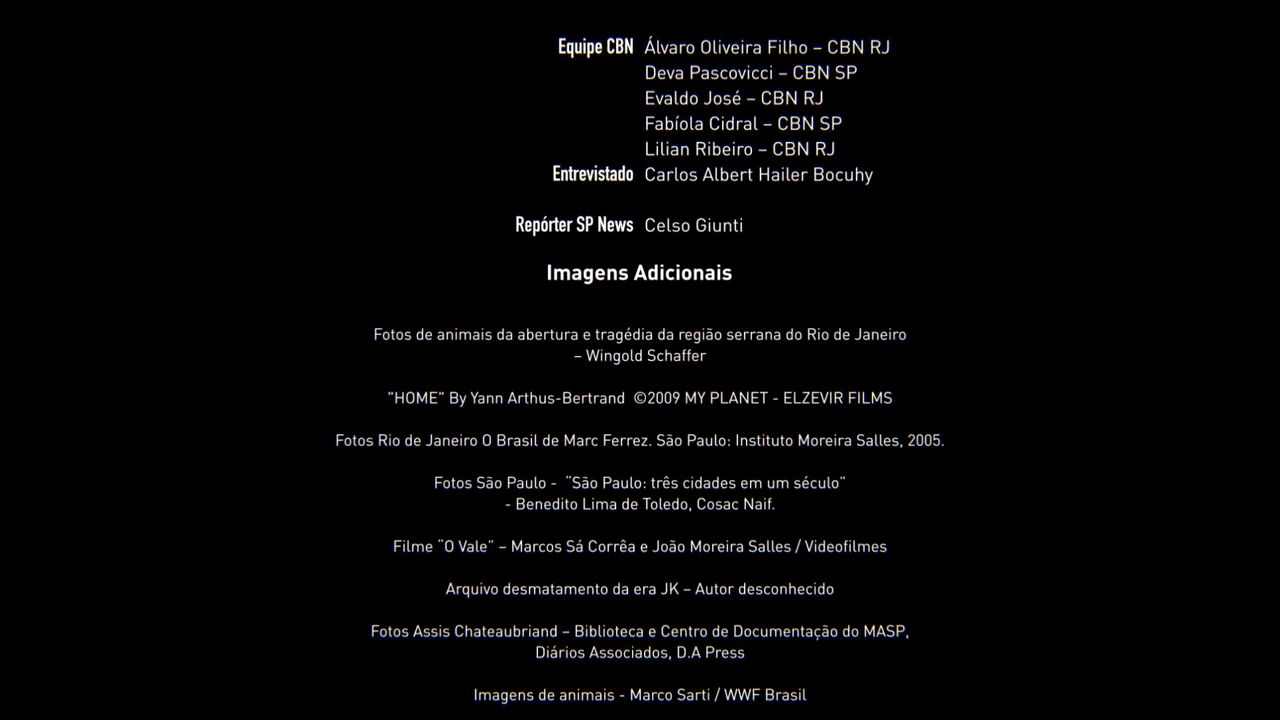 Equipe CBN Álvaro Oliveira Filho – CBN RJ
Deva Pascovicci – CBN SP
Evaldo José – CBN RJ
Fabíola Cidral – CBN SP
Lilian Ribeiro – CBN RJ
Entrevistado Carlos Albert Hailer Bocuhy
Repórter SP News Celso Giunti
Imagens Adicionais
Fotos de animais da abertura e tragédia da região serrana do Rio de Janeiro
– Wingold Schaffer
"HOME" By Yann Arthus-Bertrand ©2009 MY PLANET - ELZEVIR FILMS
Fotos Rio de Janeiro O Brasil de Marc Ferrez. São Paulo: Instituto Moreira Salles, 2005.
Fotos São Paulo - “São Paulo: três cidades em um século”
- Benedito Lima de Toledo, Cosac Naif.
Filme “O Vale” – Marcos Sá Corrêa e João Moreira Salles / Videofilmes
Arquivo desmatamento da era JK – Autor desconhecido
Fotos Assis Chateaubriand – Biblioteca e Centro de Documentação do MASP,
Diários Associados, D.A Press
Imagens de animais - Marco Sarti / WWF Brasil